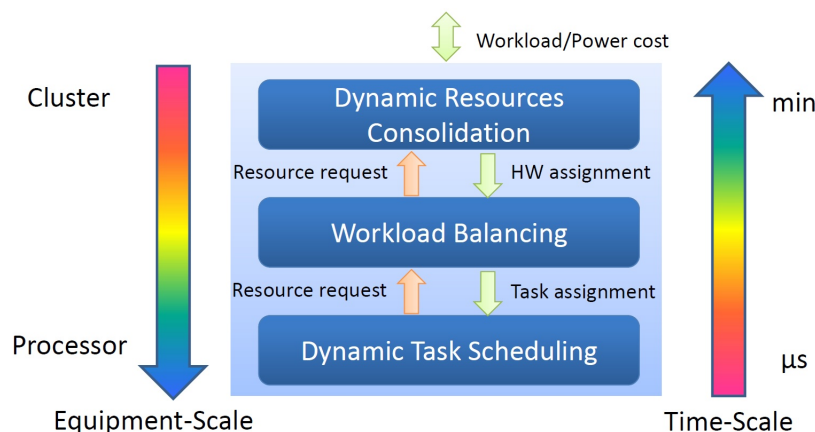 Workload/Power cost
Cluster
Dynamic Resources
Consolidation
min
Resource request
HW assignment
Workload Balancing
Resource request
Task assignment
Processor
Dynamic Task Scheduling
µs
Equipment-Scale
Time-Scale